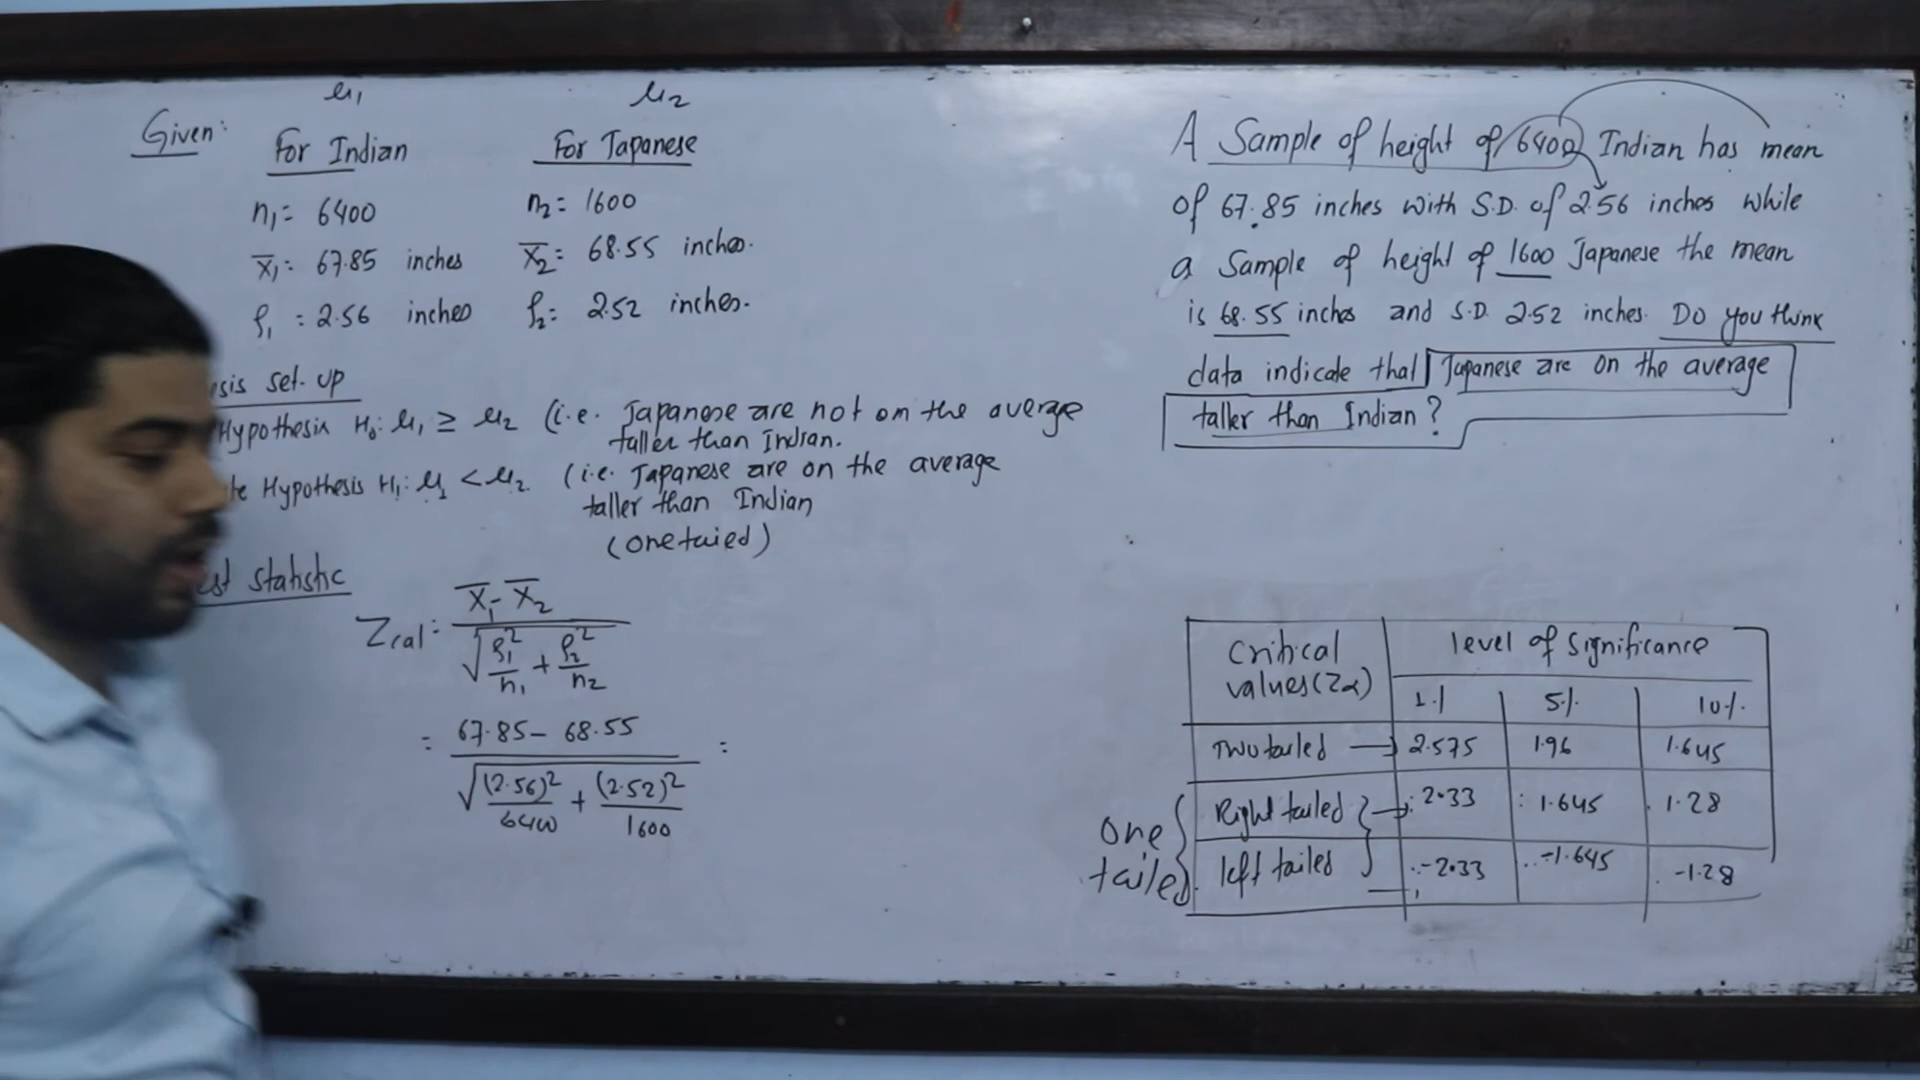 μ₁ μ₂
Given: For Indian For Japanese
n₁ = 6400 n₂ = 1600
x̄₁ = 67.85 inches x̄₂ = 68.55 inches.
S₁ = 2.56 inches S₂ = 2.52 inches.
set-up
Hypothesis H₀: μ₁ ≥ μ₂ (i.e. Japanese are not on the average
taller than Indian.
Hypothesis H₁: μ₁ < μ₂. (i.e. Japanese are on the average
taller than Indian
(one taied)
statistic
Zcal = (X̄₁ - X̄₂) / √(S₁²/n₁ + S₂²/n₂)
= (67.85 - 68.55) / √((2.56)²/6400 + (2.52)²/1600) =
A Sample of height of 6400 Indian has mean
of 67.85 inches with S.D. of 2.56 inches while
a Sample of height of 1600 Japanese the mean
is 68.55 inches and S.D. 2.52 inches. Do you think
data indicate that Japanese are on the average
taller than Indian?
Critical level of significance
values (Zα) 1% 5% 10%
Two tailed → 2.575 1.96 1.645
one Right tailed → 2.33 1.645 1.28
tailed. left tailed -2.33 -1.645 -1.28